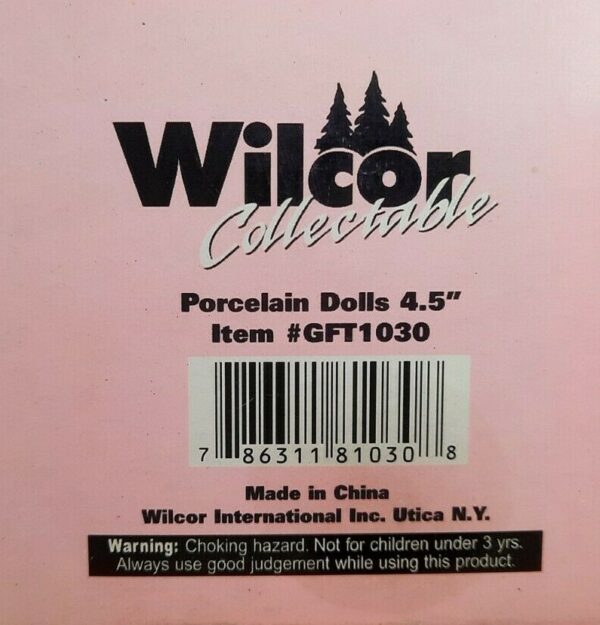 Wilcor
Collectable
Porcelain Dolls 4.5"
Item #GFT1030
7 86311 81030 8
Made in China
Wilcor International Inc. Utica N.Y.
Warning: Choking hazard. Not for children under 3 yrs.
Always use good judgement while using this product.